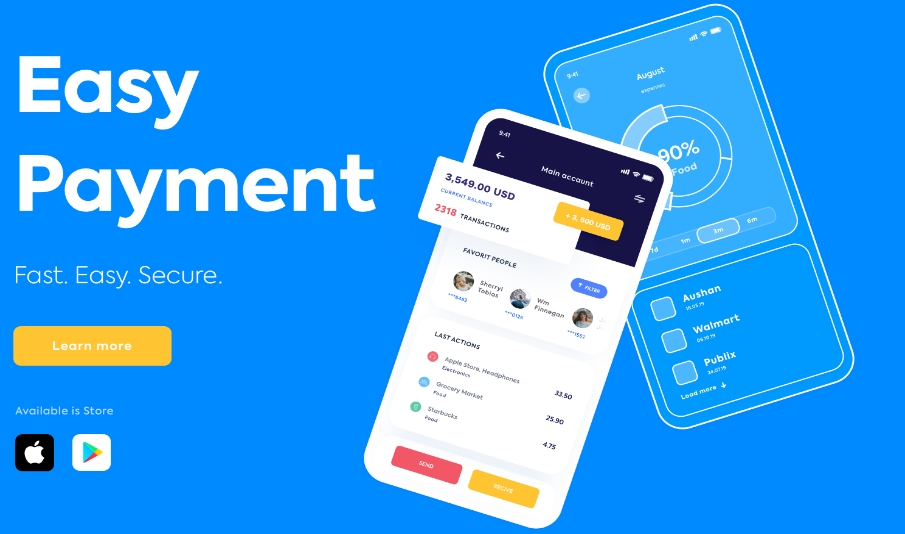 Easy
Payment
Fast. Easy. Secure.
Learn more
Available is Store
9:41
Main account
3,549.00 USD
CURRENT BALANCE
2318 TRANSACTIONS
+ 3, 500 USD
FAVORIT PEOPLE
FILTER
Sherryl
Tobias
Wm
Finnegan
LAST ACTIONS
Apple Store, Headphones
Electronics
33.50
Grocery Market
Food
25.90
Starbucks
Food
4.75
SEND
9:41
August
expenses
90%
Food
1m
3m
6m
Aushan
Walmart
Publix
Load more